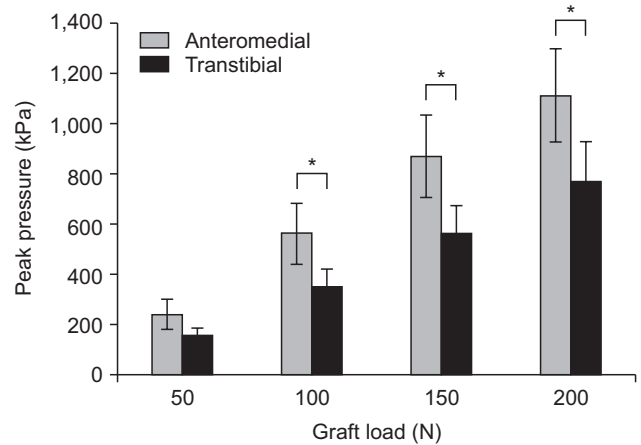 1,400
1,200
1,000
800
600
400
200
0
Peak pressure (kPa)
Anteromedial
Transtibial
*
*
*
50 100 150 200
Graft load (N)